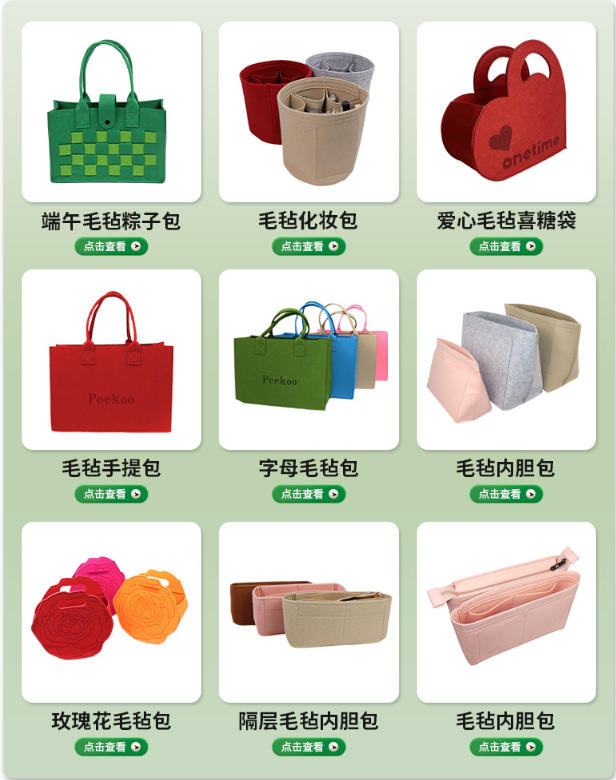 onetime
端午毛毡粽子包
毛毡化妆包
爱心毛毡喜糖袋
点击查看
点击查看
点击查看
Peekoo
Peekoo
毛毡手提包
字母毛毡包
毛毡内胆包
点击查看
点击查看
点击查看
玫瑰花毛毡包
隔层毛毡内胆包
毛毡内胆包
点击查看
点击查看
点击查看